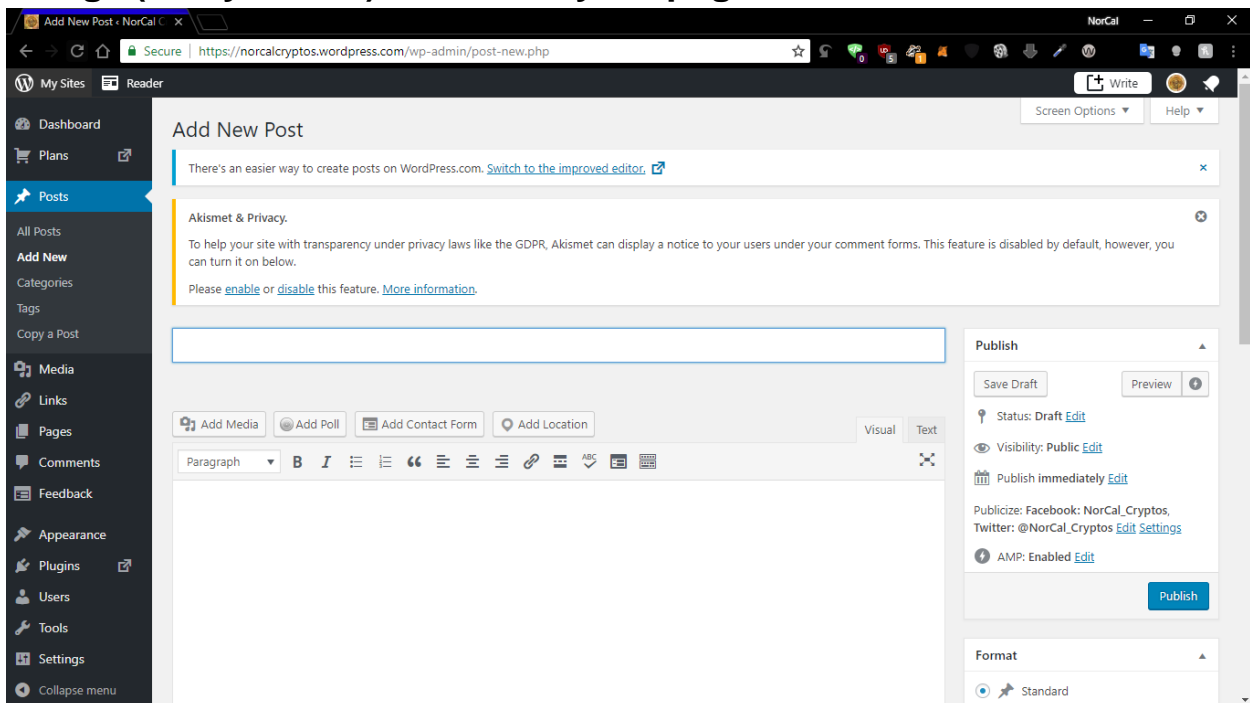 Add New Post ‹ NorCal C
NorCal
Secure | https://norcalcryptos.wordpress.com/wp-admin/post-new.php
My Sites Reader
Write
Dashboard
Plans
Posts
All Posts
Add New
Categories
Tags
Copy a Post
Media
Links
Pages
Comments
Feedback
Appearance
Plugins
Users
Tools
Settings
Collapse menu
Screen Options ▼ Help ▼
Add New Post
There's an easier way to create posts on WordPress.com. Switch to the improved editor.
Akismet & Privacy.
To help your site with transparency under privacy laws like the GDPR, Akismet can display a notice to your users under your comment forms. This feature is disabled by default, however, you
can turn it on below.
Please enable or disable this feature. More information.
Add Media Add Poll Add Contact Form Add Location
Visual Text
Paragraph B I ABC
Publish
Save Draft Preview
Status: Draft Edit
Visibility: Public Edit
Publish immediately Edit
Publicize: Facebook: NorCal_Cryptos,
Twitter: @NorCal_Cryptos Edit Settings
AMP: Enabled Edit
Publish
Format
Standard